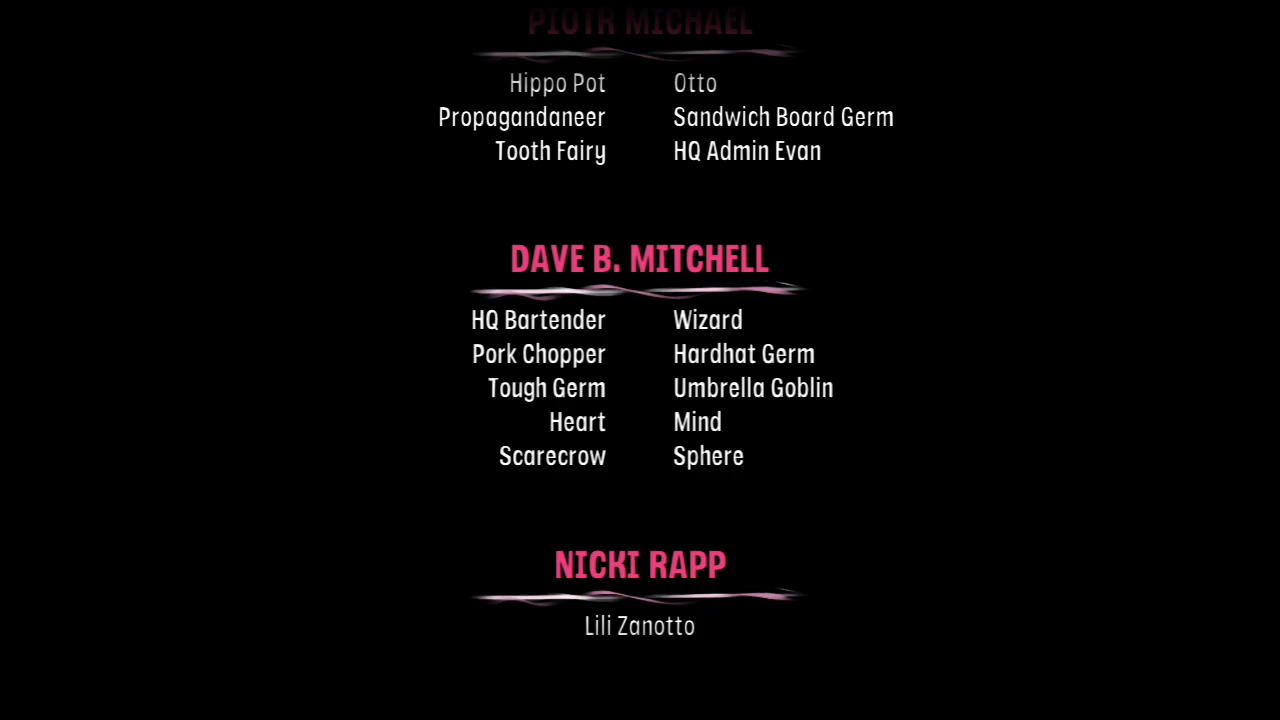 PIOTR MICHAEL
Hippo Pot Otto
Propagandaneer Sandwich Board Germ
Tooth Fairy HQ Admin Evan
DAVE B. MITCHELL
HQ Bartender Wizard
Pork Chopper Hardhat Germ
Tough Germ Umbrella Goblin
Heart Mind
Scarecrow Sphere
NICKI RAPP
Lili Zanotto